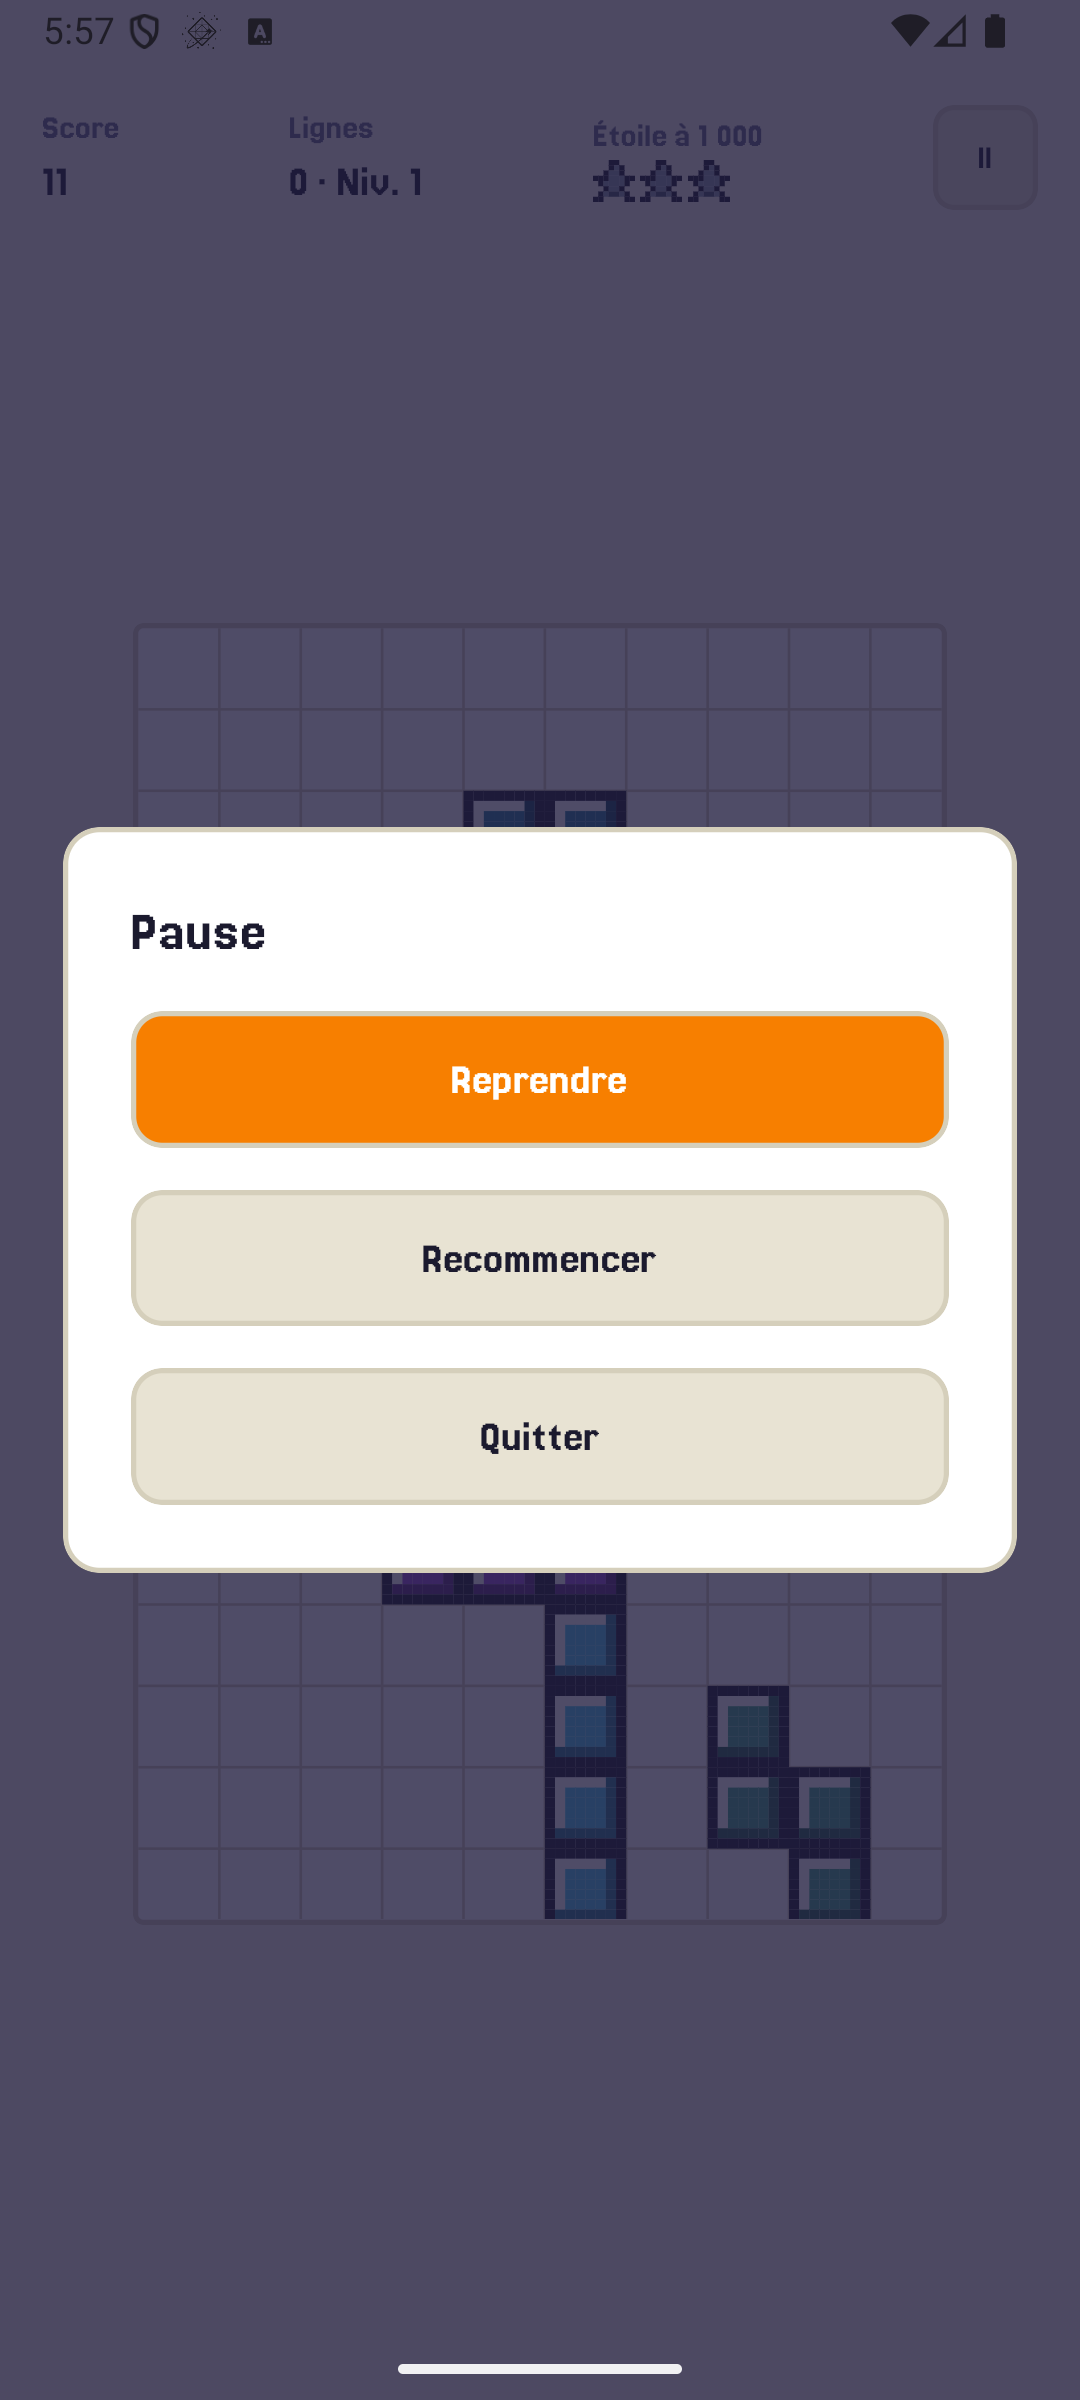 5:57
Score
Lignes
Étoile à 1 000
11
0 · Niv. 1
Pause
Reprendre
Recommencer
Quitter